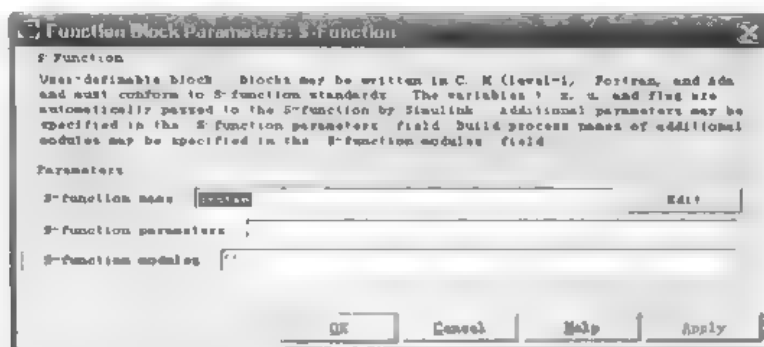 Function Block Parameters: S-Function
S-Function
User-definable block Blocks may be written in C, M (level-1, Fortran, and Ada
and must conform to S-function standards The variables t, x, u, and flag are
automatically passed to the S-function by Simulink Additional parameters may be
specified in the S-function parameters field Build process names of additional
modules may be specified in the S-function modules field
Parameters
S-function name system Edit
S-function parameters
S-function modules ''
OK Cancel Help Apply